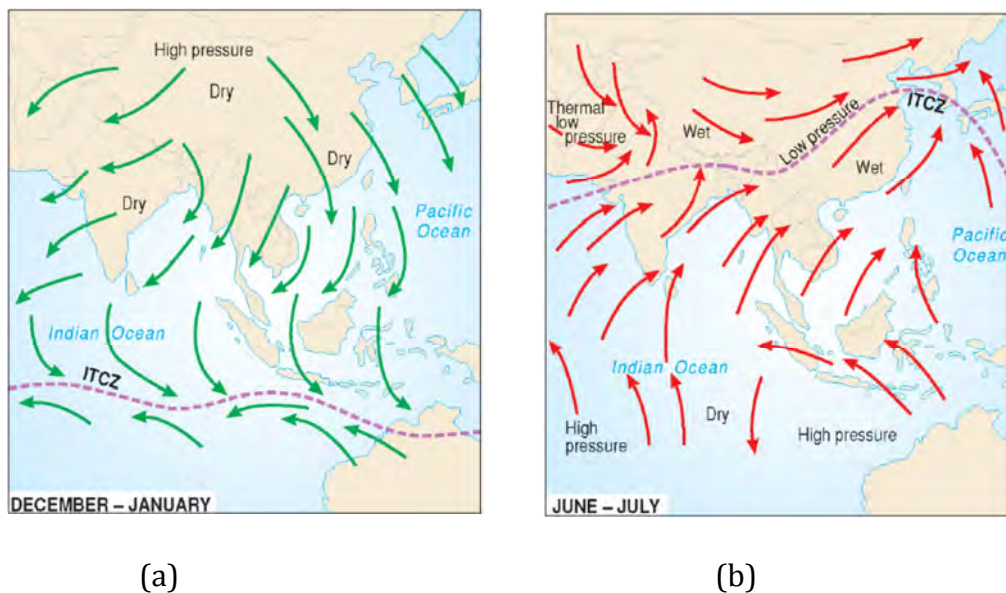 High pressure
Dry
Dry
Dry
Pacific
Ocean
Indian Ocean
ITCZ
DECEMBER – JANUARY
(a)
Thermal
low
pressure
Wet
Low pressure
ITCZ
Wet
Pacific
Ocean
Indian Ocean
Dry
High
pressure
High pressure
JUNE – JULY
(b)